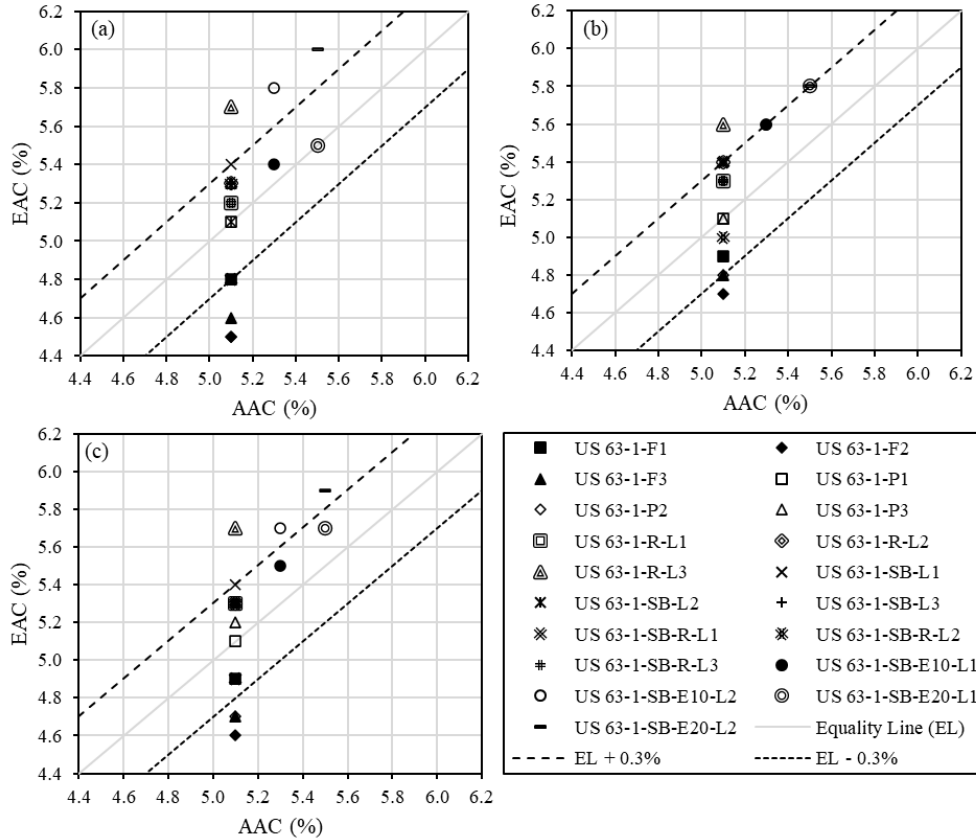 (a)
6.2
6.0
5.8
5.6
5.4
5.2
5.0
4.8
4.6
4.4
EAC (%)
4.4 4.6 4.8 5.0 5.2 5.4 5.6 5.8 6.0 6.2
AAC (%)
(b)
6.2
6.0
5.8
5.6
5.4
5.2
5.0
4.8
4.6
4.4
EAC (%)
4.4 4.6 4.8 5.0 5.2 5.4 5.6 5.8 6.0 6.2
AAC (%)
(c)
6.2
6.0
5.8
5.6
5.4
5.2
5.0
4.8
4.6
4.4
EAC (%)
4.4 4.6 4.8 5.0 5.2 5.4 5.6 5.8 6.0 6.2
AAC (%)
US 63-1-F1 US 63-1-F2
US 63-1-F3 US 63-1-P1
US 63-1-P2 US 63-1-P3
US 63-1-R-L1 US 63-1-R-L2
US 63-1-R-L3 US 63-1-SB-L1
US 63-1-SB-L2 US 63-1-SB-L3
US 63-1-SB-R-L1 US 63-1-SB-R-L2
US 63-1-SB-R-L3 US 63-1-SB-E10-L1
US 63-1-SB-E10-L2 US 63-1-SB-E20-L1
US 63-1-SB-E20-L2 Equality Line (EL)
EL + 0.3% EL - 0.3%